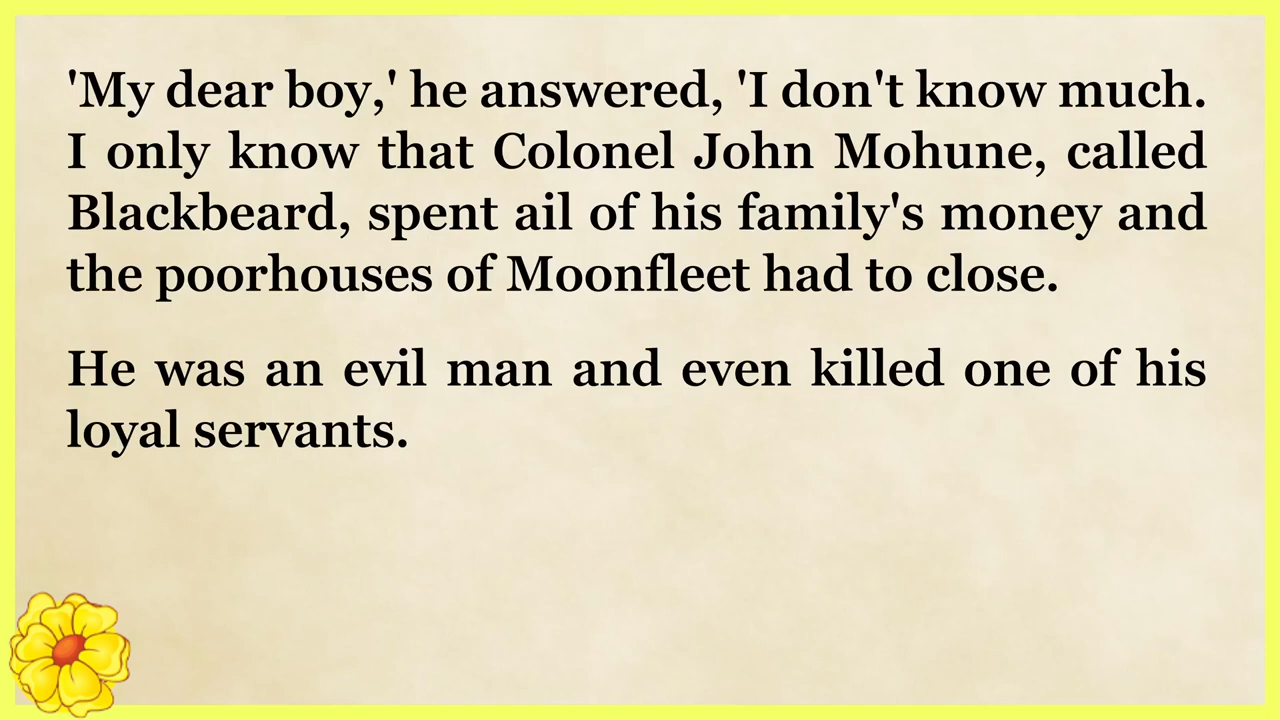 'My dear boy,' he answered, 'I don't know much.
I only know that Colonel John Mohune, called
Blackbeard, spent ail of his family's money and
the poorhouses of Moonfleet had to close.
He was an evil man and even killed one of his
loyal servants.